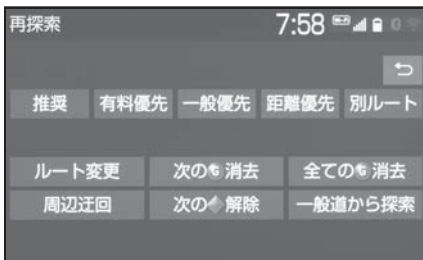 再探索 7:58
推奨 有料優先 一般優先 距離優先 別ルート
ルート変更 次の 消去 全ての 消去
周辺迂回 次の 解除 一般道から探索